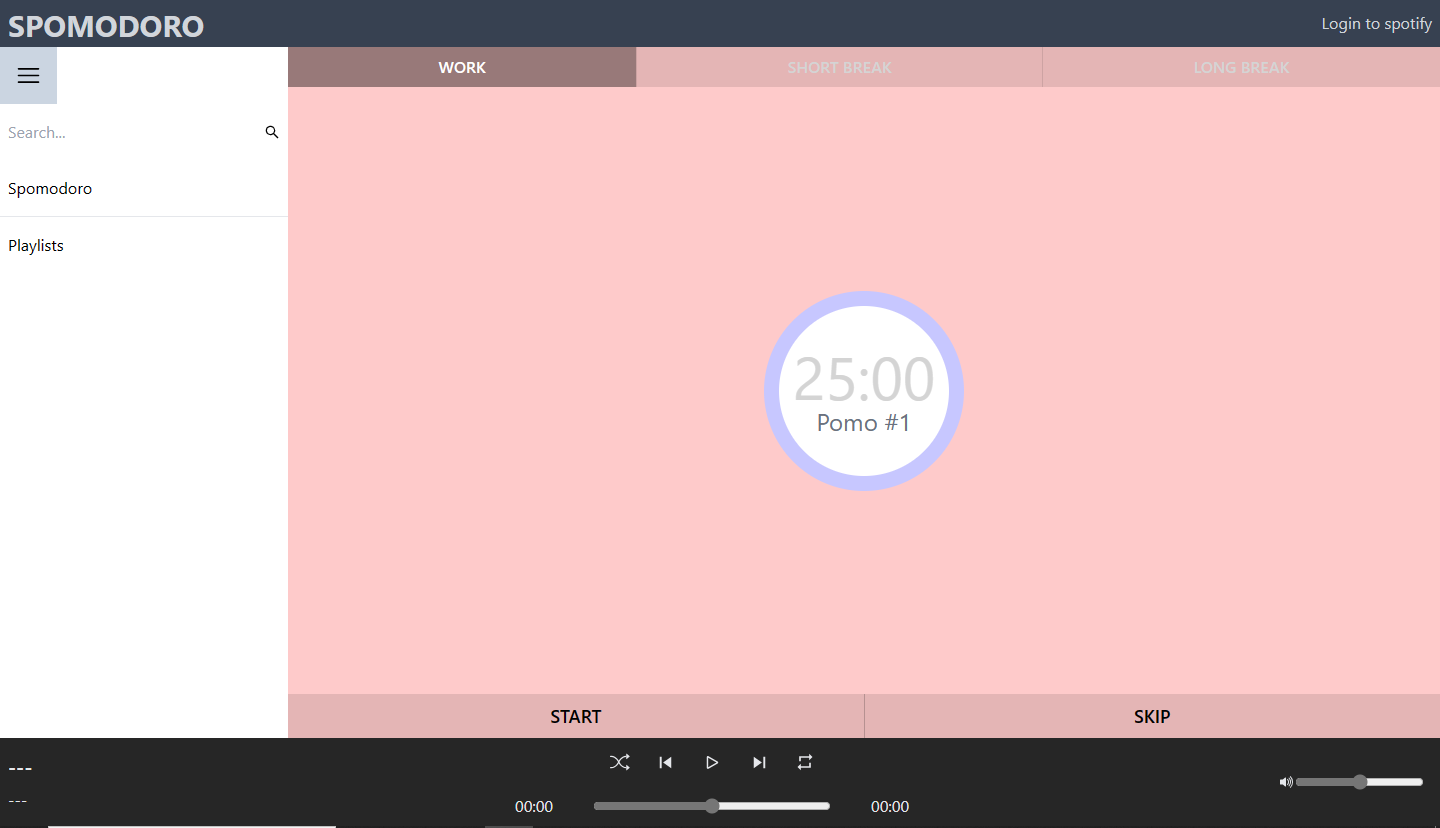 SPOMODORO
Login to spotify
WORK
SHORT BREAK
LONG BREAK
Search...
Spomodoro
Playlists
25:00
Pomo #1
START
SKIP
---
---
00:00
00:00